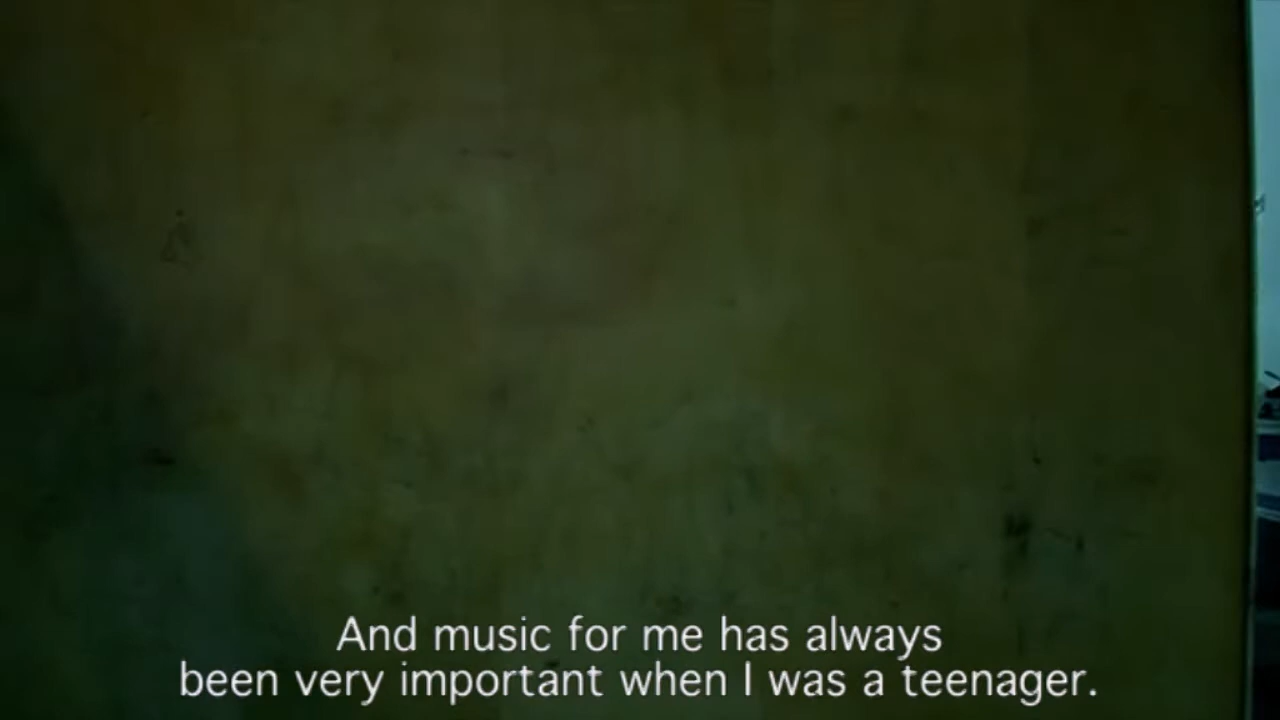 And music for me has always
been very important when I was a teenager.